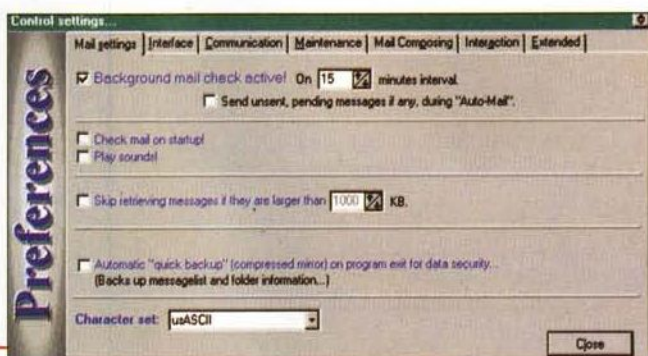 Control settings...
Mail settings Interface Communication Maintenance Mail Composing Interaction Extended
Preferences
Background mail check active! On 15 minutes interval.
Send unsent, pending messages if any, during "Auto-Mail".
Check mail on startup!
Play sounds!
Skip retrieving messages if they are larger than 1000 KB.
Automatic "quick backup" (compressed mirror) on program exit for data security...
(Backs up messagelist and folder information...)
Character set: usASCII
Close